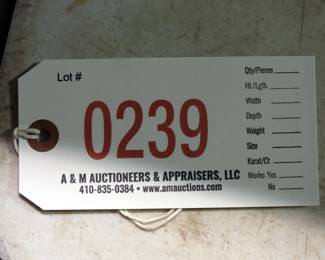 Lot #
0239
A & M AUCTIONEERS & APPRAISERS, LLC
410-835-0384 • www.amauctions.com
Qty/Pieces
Ht./Lgth.
Width
Depth
Weight
Size
Karat/Ct
Works: Yes
No